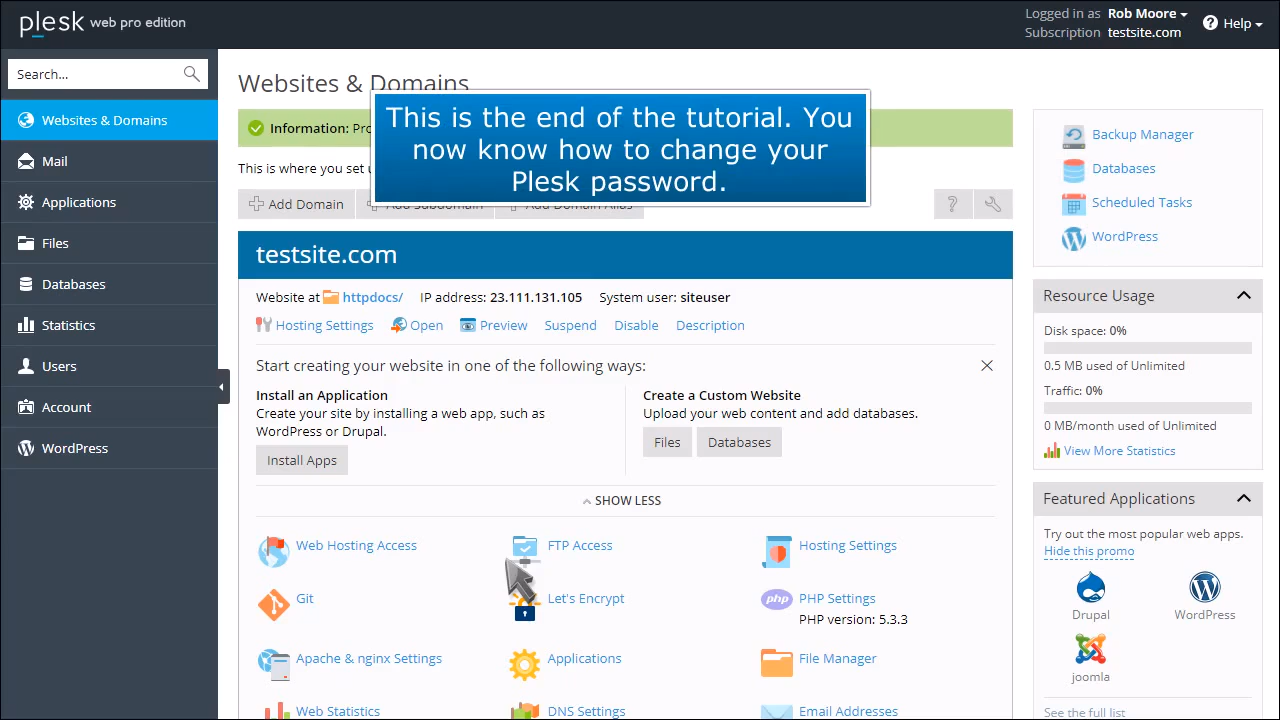 plesk web pro edition
Logged in as Rob Moore
Subscription testsite.com
Help
Search...
Websites & Domains
Mail
Applications
Files
Databases
Statistics
Users
Account
WordPress
Websites & Domains
Information:
This is the end of the tutorial. You
now know how to change your
Plesk password.
This is where you set
Add Domain
Add Subdomain
Add Domain Alias
?
testsite.com
Website at httpdocs/ IP address: 23.111.131.105 System user: siteuser
Hosting Settings Open Preview Suspend Disable Description
Start creating your website in one of the following ways:
Install an Application
Create your site by installing a web app, such as
WordPress or Drupal.
Install Apps
Create a Custom Website
Upload your web content and add databases.
Files Databases
SHOW LESS
Web Hosting Access
FTP Access
Hosting Settings
Git
Let's Encrypt
php PHP Settings
PHP version: 5.3.3
Apache & nginx Settings
Applications
File Manager
Web Statistics
DNS Settings
Email Addresses
Backup Manager
Databases
Scheduled Tasks
WordPress
Resource Usage
Disk space: 0%
0.5 MB used of Unlimited
Traffic: 0%
0 MB/month used of Unlimited
View More Statistics
Featured Applications
Try out the most popular web apps.
Hide this promo
Drupal
WordPress
joomla
See the full list